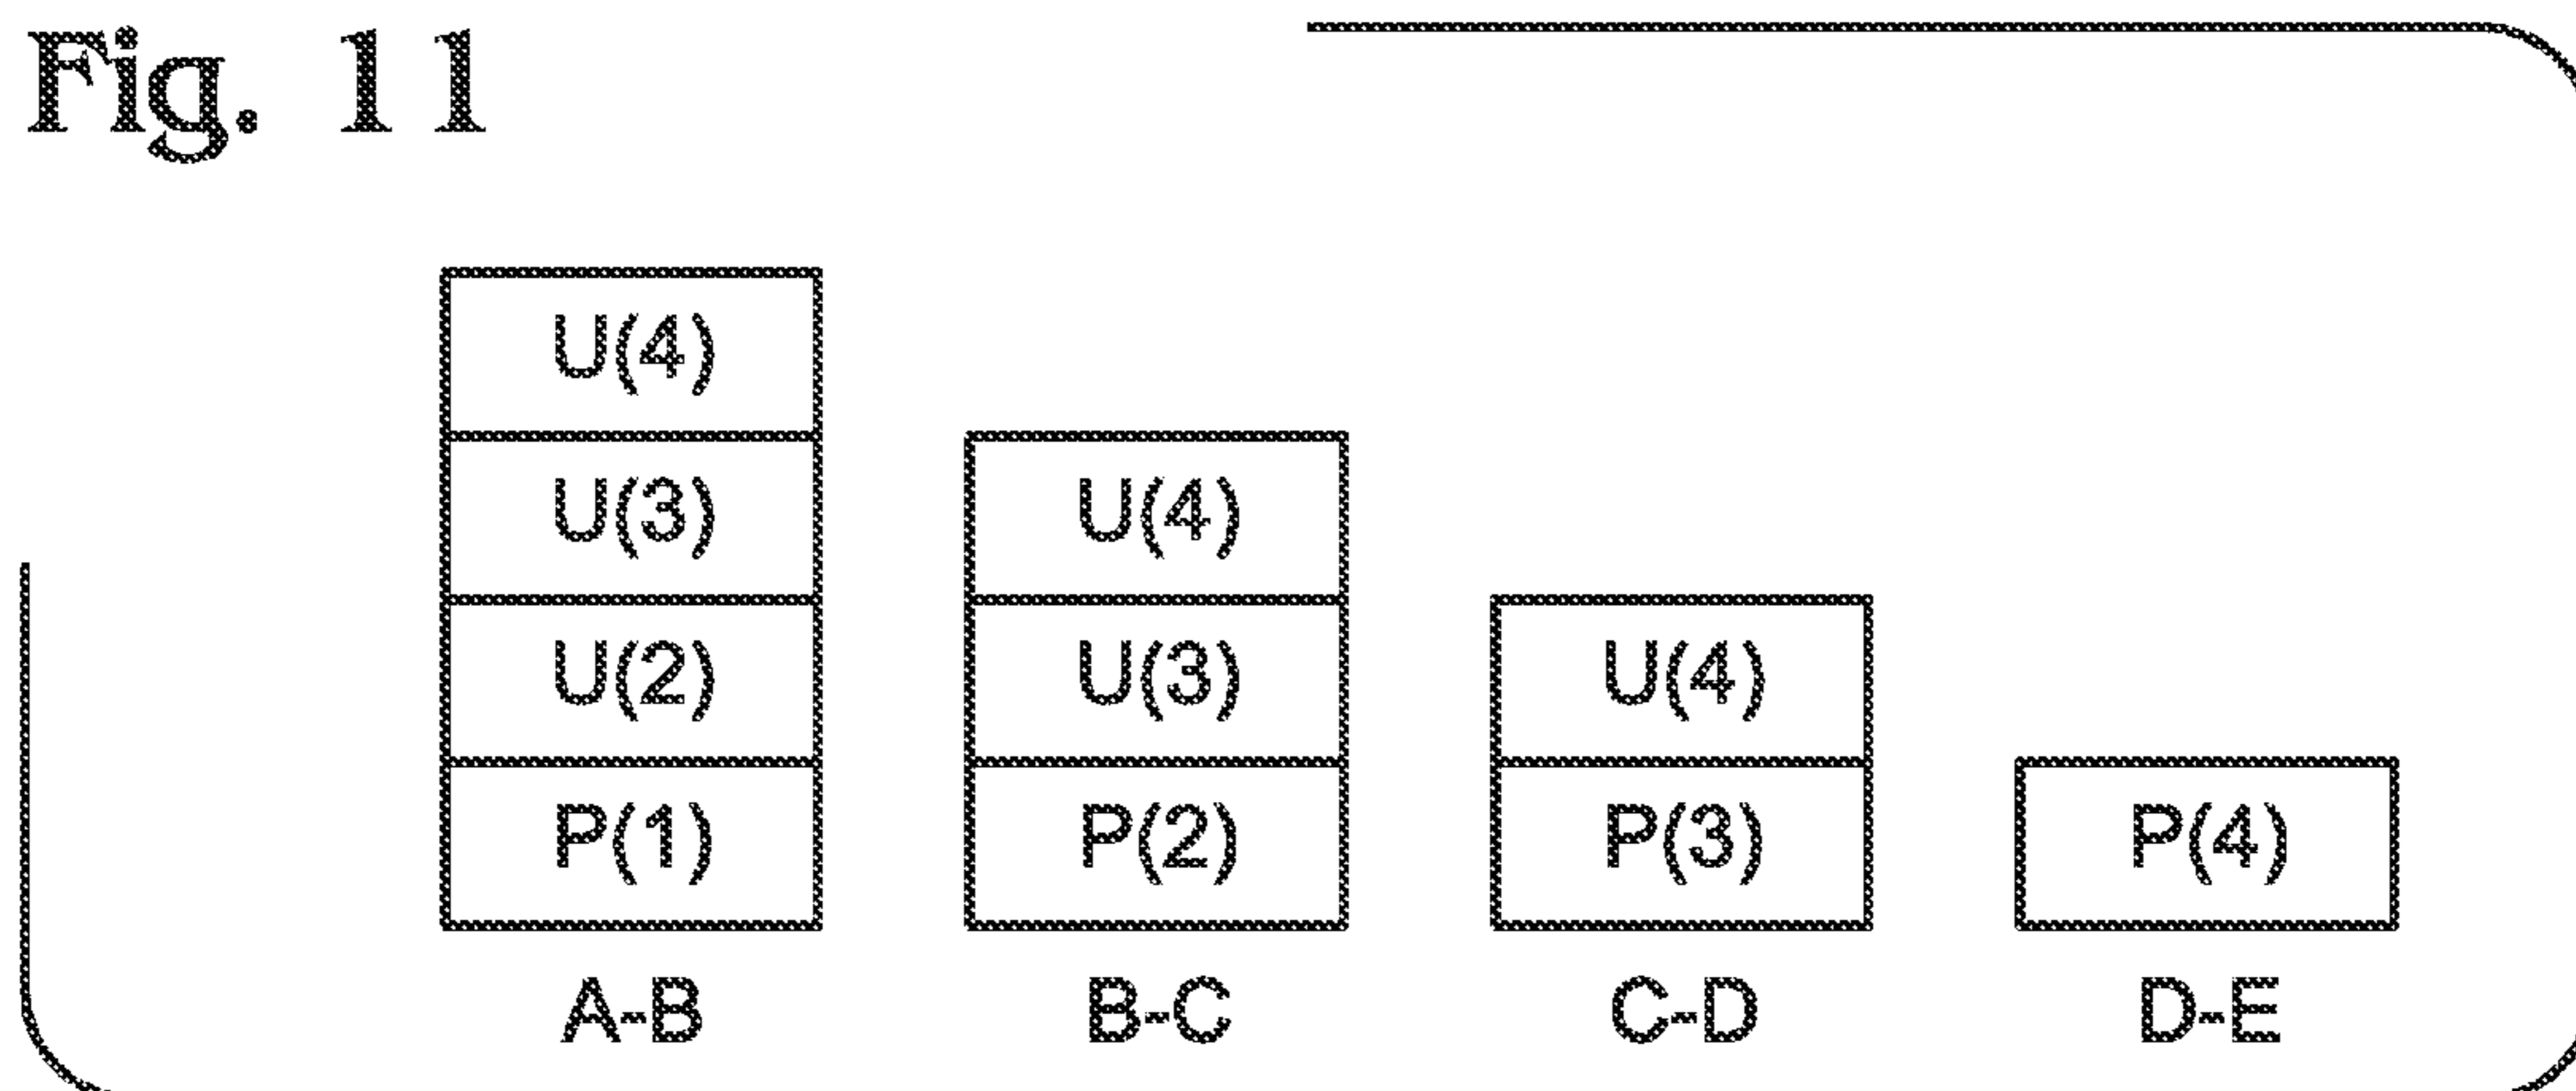 Fig. 11
U(4)
U(3) U(4)
U(2) U(3) U(4)
P(1) P(2) P(3) P(4)
A-B B-C C-D D-E